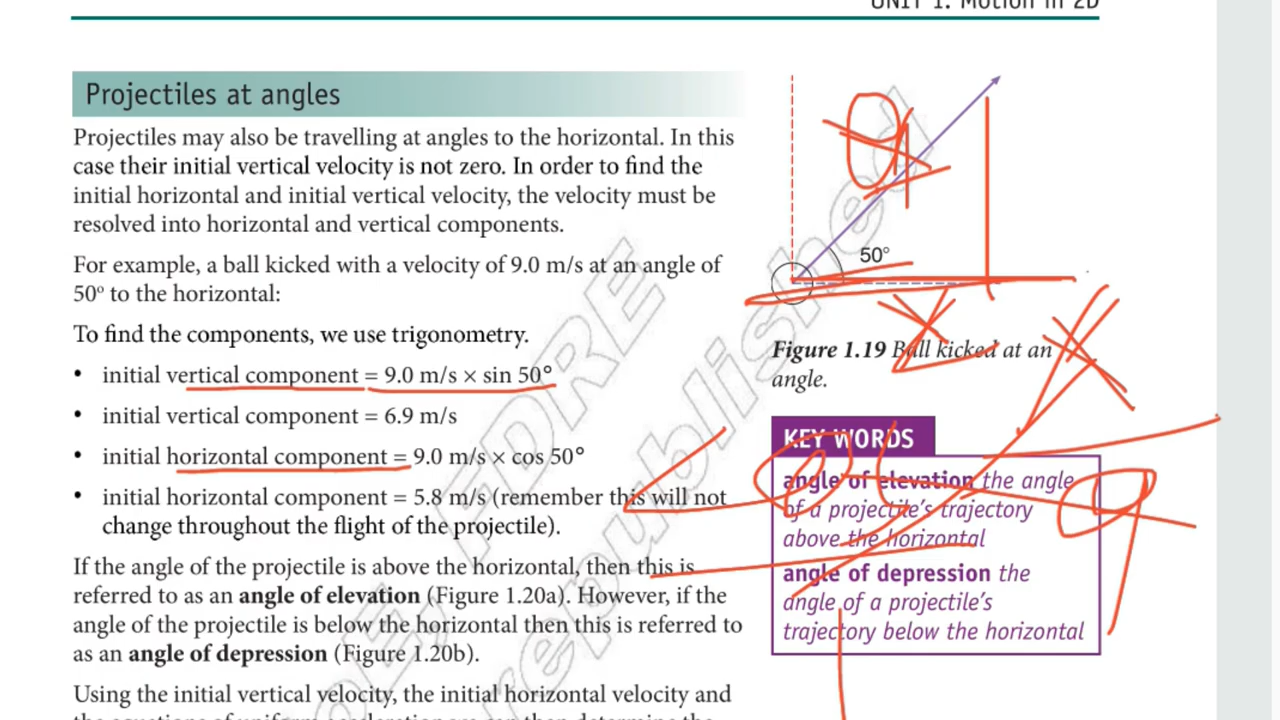 UNIT 1: Motion in 2D
Projectiles at angles
Projectiles may also be travelling at angles to the horizontal. In this
case their initial vertical velocity is not zero. In order to find the
initial horizontal and initial vertical velocity, the velocity must be
resolved into horizontal and vertical components.
For example, a ball kicked with a velocity of 9.0 m/s at an angle of
50° to the horizontal:
To find the components, we use trigonometry.
• initial vertical component = 9.0 m/s × sin 50°
• initial vertical component = 6.9 m/s
• initial horizontal component = 9.0 m/s × cos 50°
• initial horizontal component = 5.8 m/s (remember this will not
change throughout the flight of the projectile).
If the angle of the projectile is above the horizontal, then this is
referred to as an angle of elevation (Figure 1.20a). However, if the
angle of the projectile is below the horizontal then this is referred to
as an angle of depression (Figure 1.20b).
Using the initial vertical velocity, the initial horizontal velocity and
50°
Figure 1.19 Ball kicked at an
angle.
KEY WORDS
angle of elevation the angle
of a projectile's trajectory
above the horizontal
angle of depression the
angle of a projectile's
trajectory below the horizontal
FDRE
republished